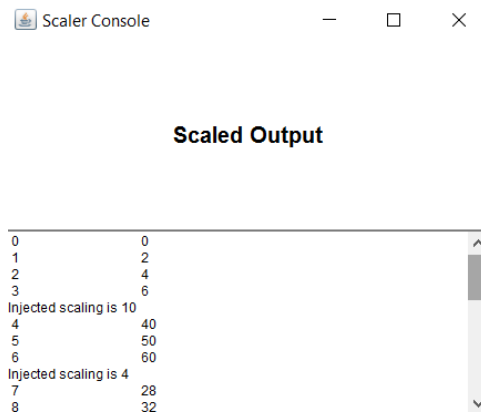 Scaler Console
Scaled Output
0 0
1 2
2 4
3 6
Injected scaling is 10
4 40
5 50
6 60
Injected scaling is 4
7 28
8 32